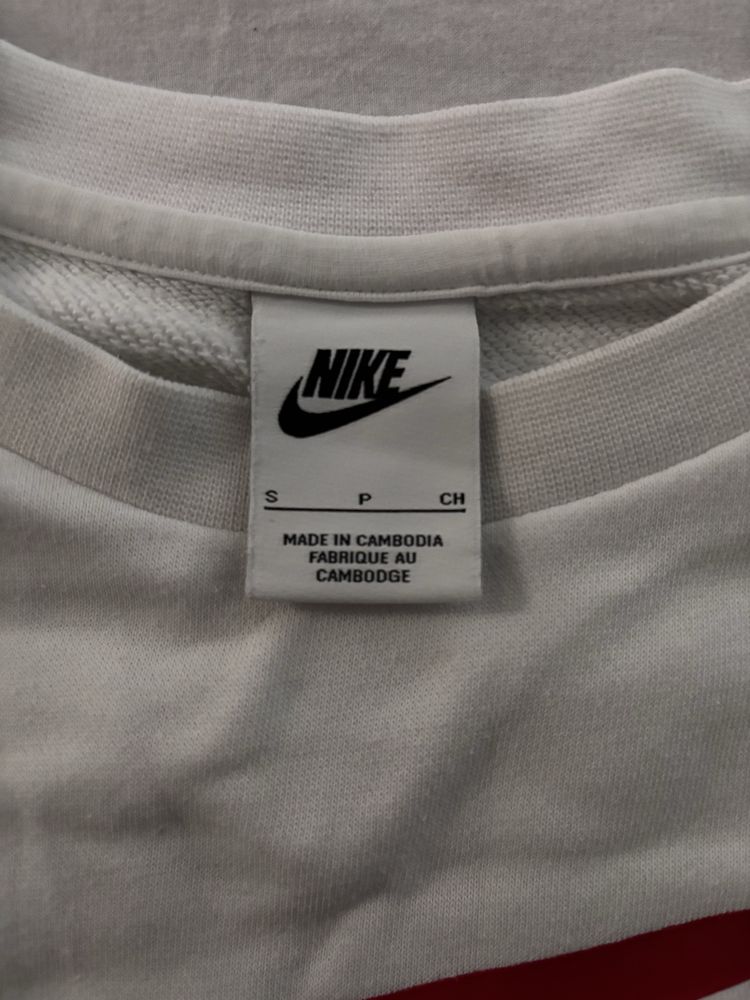 NIKE
S P CH
MADE IN CAMBODIA
FABRIQUE AU
CAMBODGE